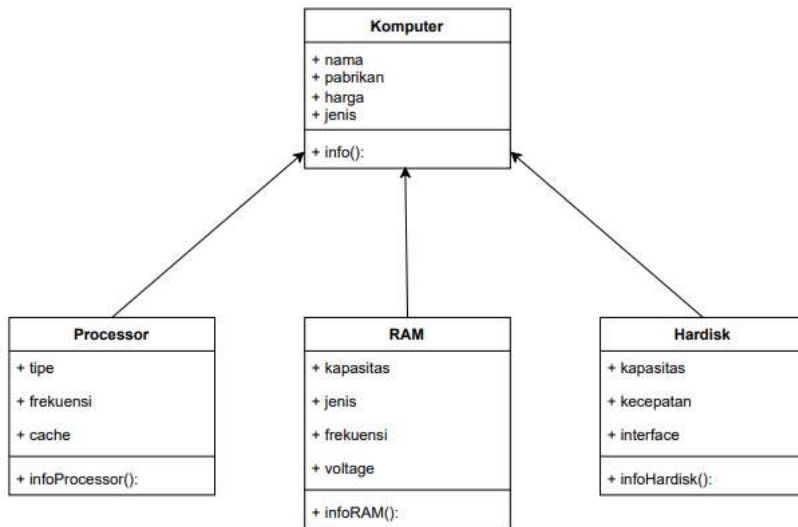 Komputer
+ nama
+ pabrikan
+ harga
+ jenis
+ info():
Processor
+ tipe
+ frekuensi
+ cache
+ infoProcessor():
RAM
+ kapasitas
+ jenis
+ frekuensi
+ voltage
+ infoRAM():
Hardisk
+ kapasitas
+ kecepatan
+ interface
+ infoHardisk():